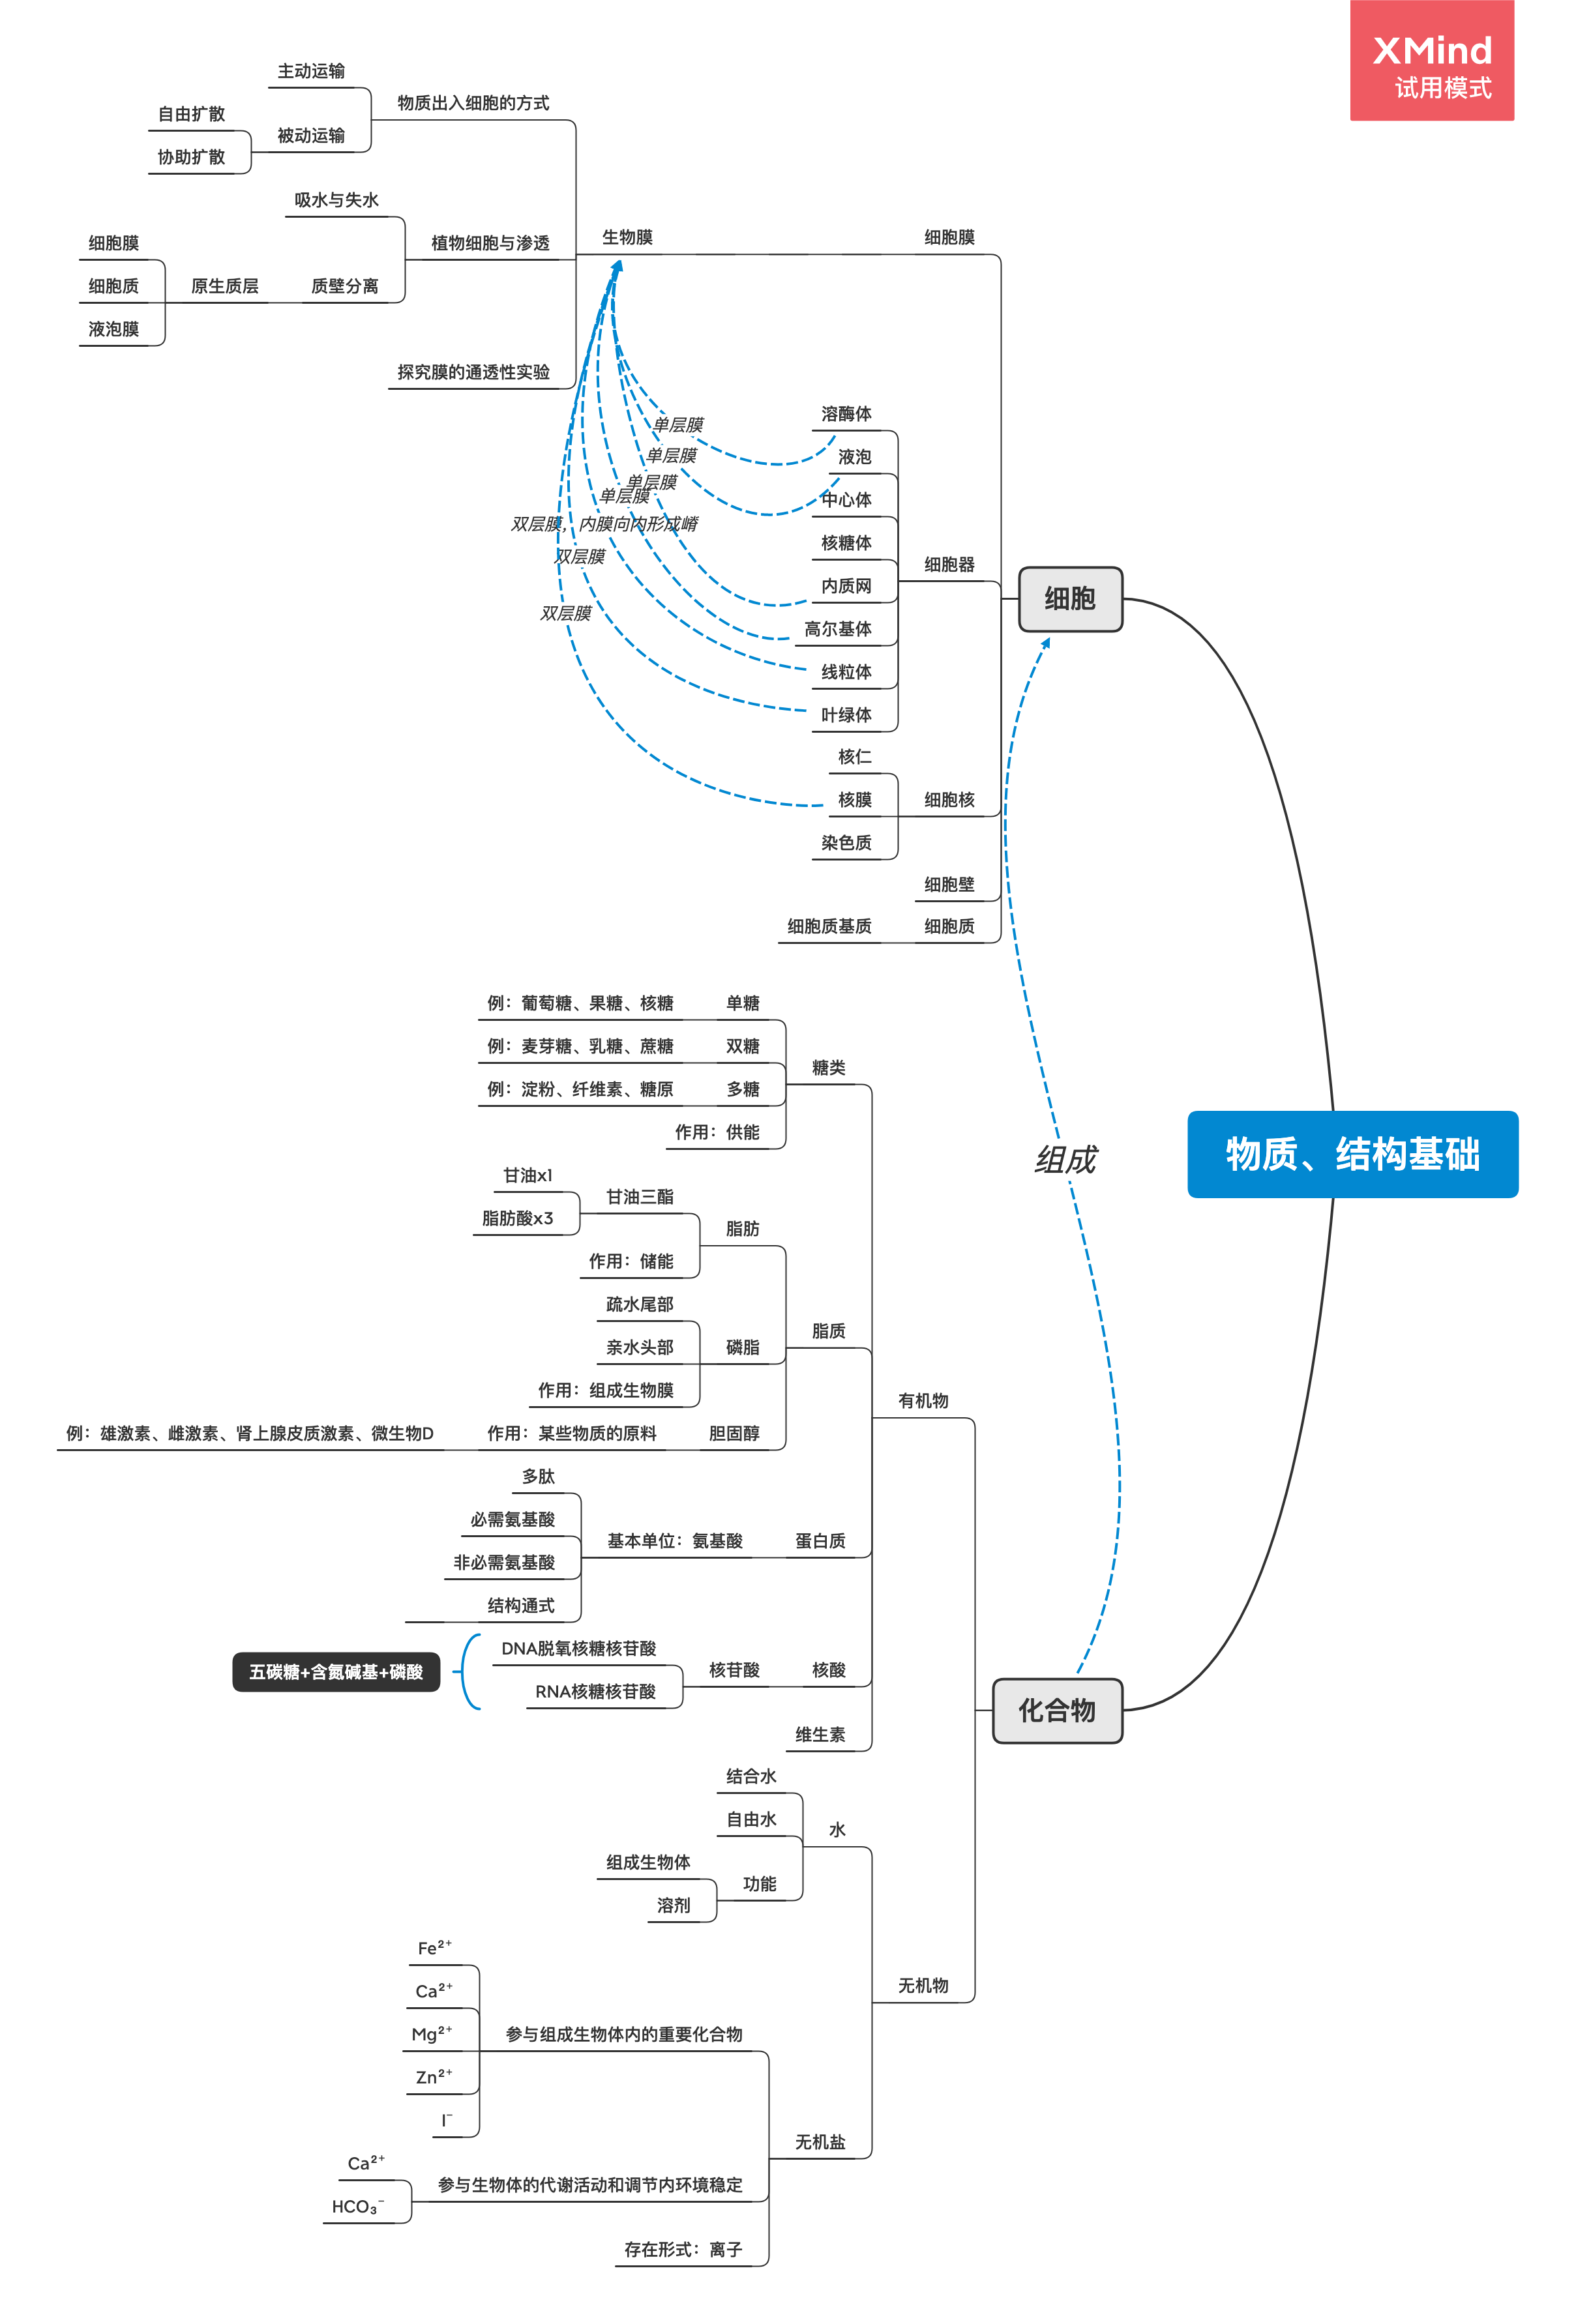 XMind
试用模式
物质、结构基础
细胞
细胞膜
生物膜
物质出入细胞的方式
主动运输
被动运输
自由扩散
协助扩散
植物细胞与渗透
吸水与失水
质壁分离
原生质层
细胞膜
细胞质
液泡膜
探究膜的通透性实验
细胞器
溶酶体
液泡
中心体
核糖体
内质网
高尔基体
线粒体
叶绿体
单层膜
单层膜
单层膜
单层膜
双层膜，内膜向内形成嵴
双层膜
双层膜
细胞核
核仁
核膜
染色质
细胞壁
细胞质
细胞质基质
组成
化合物
有机物
糖类
单糖
例：葡萄糖、果糖、核糖
双糖
例：麦芽糖、乳糖、蔗糖
多糖
例：淀粉、纤维素、糖原
作用：供能
脂质
脂肪
甘油三酯
甘油x1
脂肪酸x3
作用：储能
磷脂
疏水尾部
亲水头部
作用：组成生物膜
胆固醇
作用：某些物质的原料
例：雄激素、雌激素、肾上腺皮质激素、微生物D
蛋白质
基本单位：氨基酸
多肽
必需氨基酸
非必需氨基酸
结构通式
核酸
核苷酸
DNA脱氧核糖核苷酸
RNA核糖核苷酸
五碳糖+含氮碱基+磷酸
维生素
无机物
水
结合水
自由水
功能
组成生物体
溶剂
无机盐
参与组成生物体内的重要化合物
Fe²⁺
Ca²⁺
Mg²⁺
Zn²⁺
I⁻
参与生物体的代谢活动和调节内环境稳定
Ca²⁺
HCO₃⁻
存在形式：离子